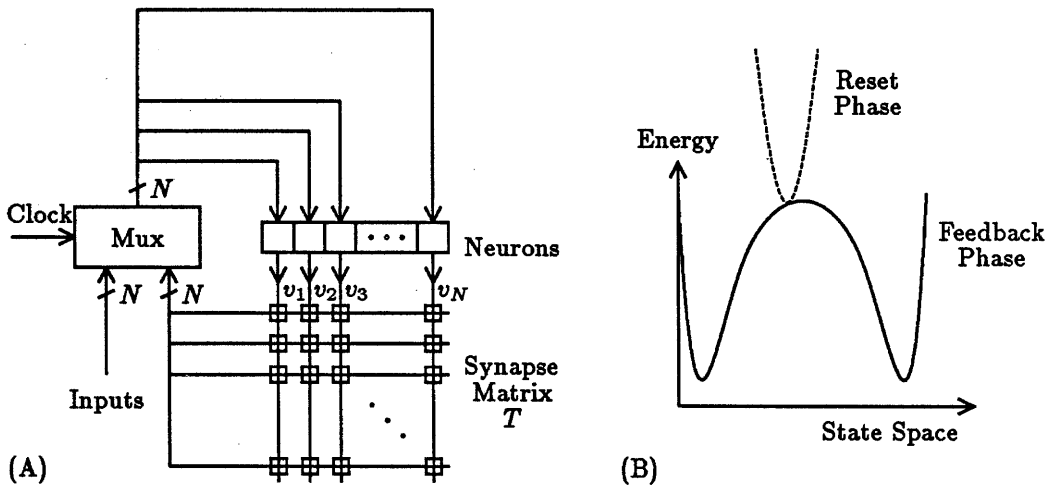 N
Clock
Mux
Neurons
v1 v2 v3 vN
N N
Inputs
Synapse
Matrix
T
(A)
Reset
Phase
Energy
Feedback
Phase
State Space
(B)